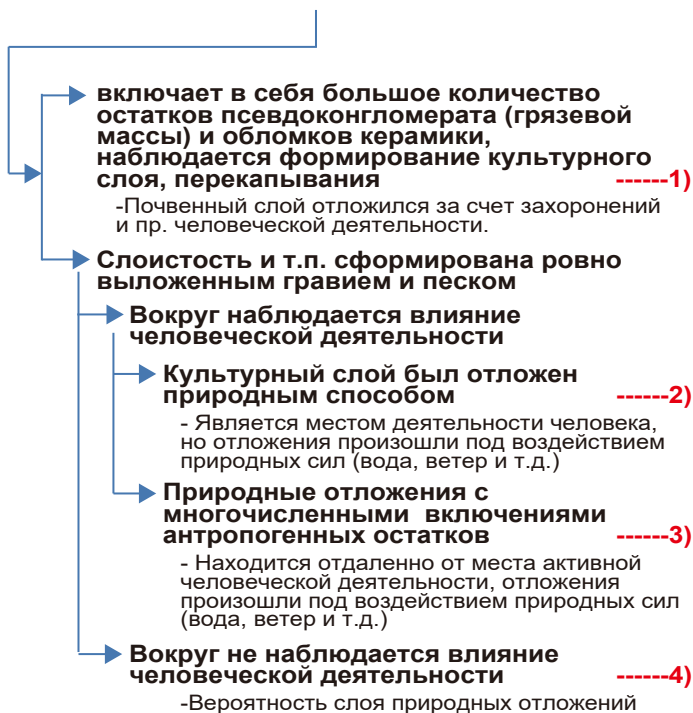 включает в себя большое количество
остатков псевдоконгломерата (грязевой
массы) и обломков керамики,
наблюдается формирование культурного
слоя, перекапывания ------1)
-Почвенный слой отложился за счет захоронений
и пр. человеческой деятельности.
Слоистость и т.п. сформирована ровно
выложенным гравием и песком
Вокруг наблюдается влияние
человеческой деятельности
Культурный слой был отложен
природным способом ------2)
- Является местом деятельности человека,
но отложения произошли под воздействием
природных сил (вода, ветер и т.д.)
Природные отложения с
многочисленными включениями
антропогенных остатков ------3)
- Находится отдаленно от места активной
человеческой деятельности, отложения
произошли под воздействием природных сил
(вода, ветер и т.д.)
Вокруг не наблюдается влияние
человеческой деятельности ------4)
-Вероятность слоя природных отложений